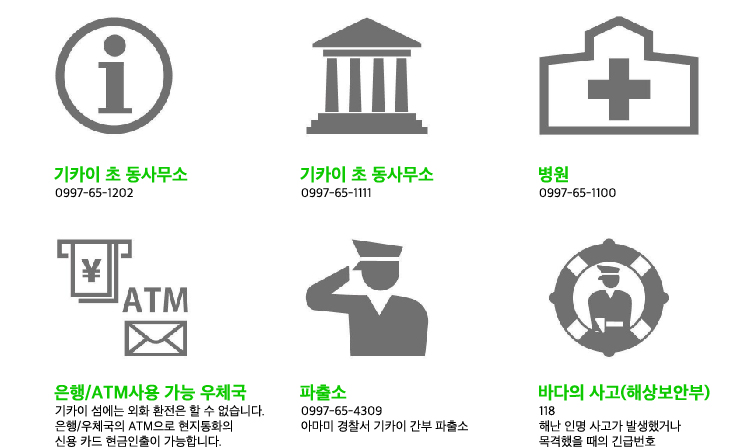 기카이 초 동사무소
0997-65-1202
기카이 초 동사무소
0997-65-1111
병원
0997-65-1100
¥
ATM
은행/ATM사용 가능 우체국
기카이 섬에는 외화 환전은 할 수 없습니다.
은행/우체국의 ATM으로 현지통화의
신용 카드 현금인출이 가능합니다.
파출소
0997-65-4309
아마미 경찰서 기카이 간부 파출소
바다의 사고(해상보안부)
118
해난 인명 사고가 발생했거나
목격했을 때의 긴급번호